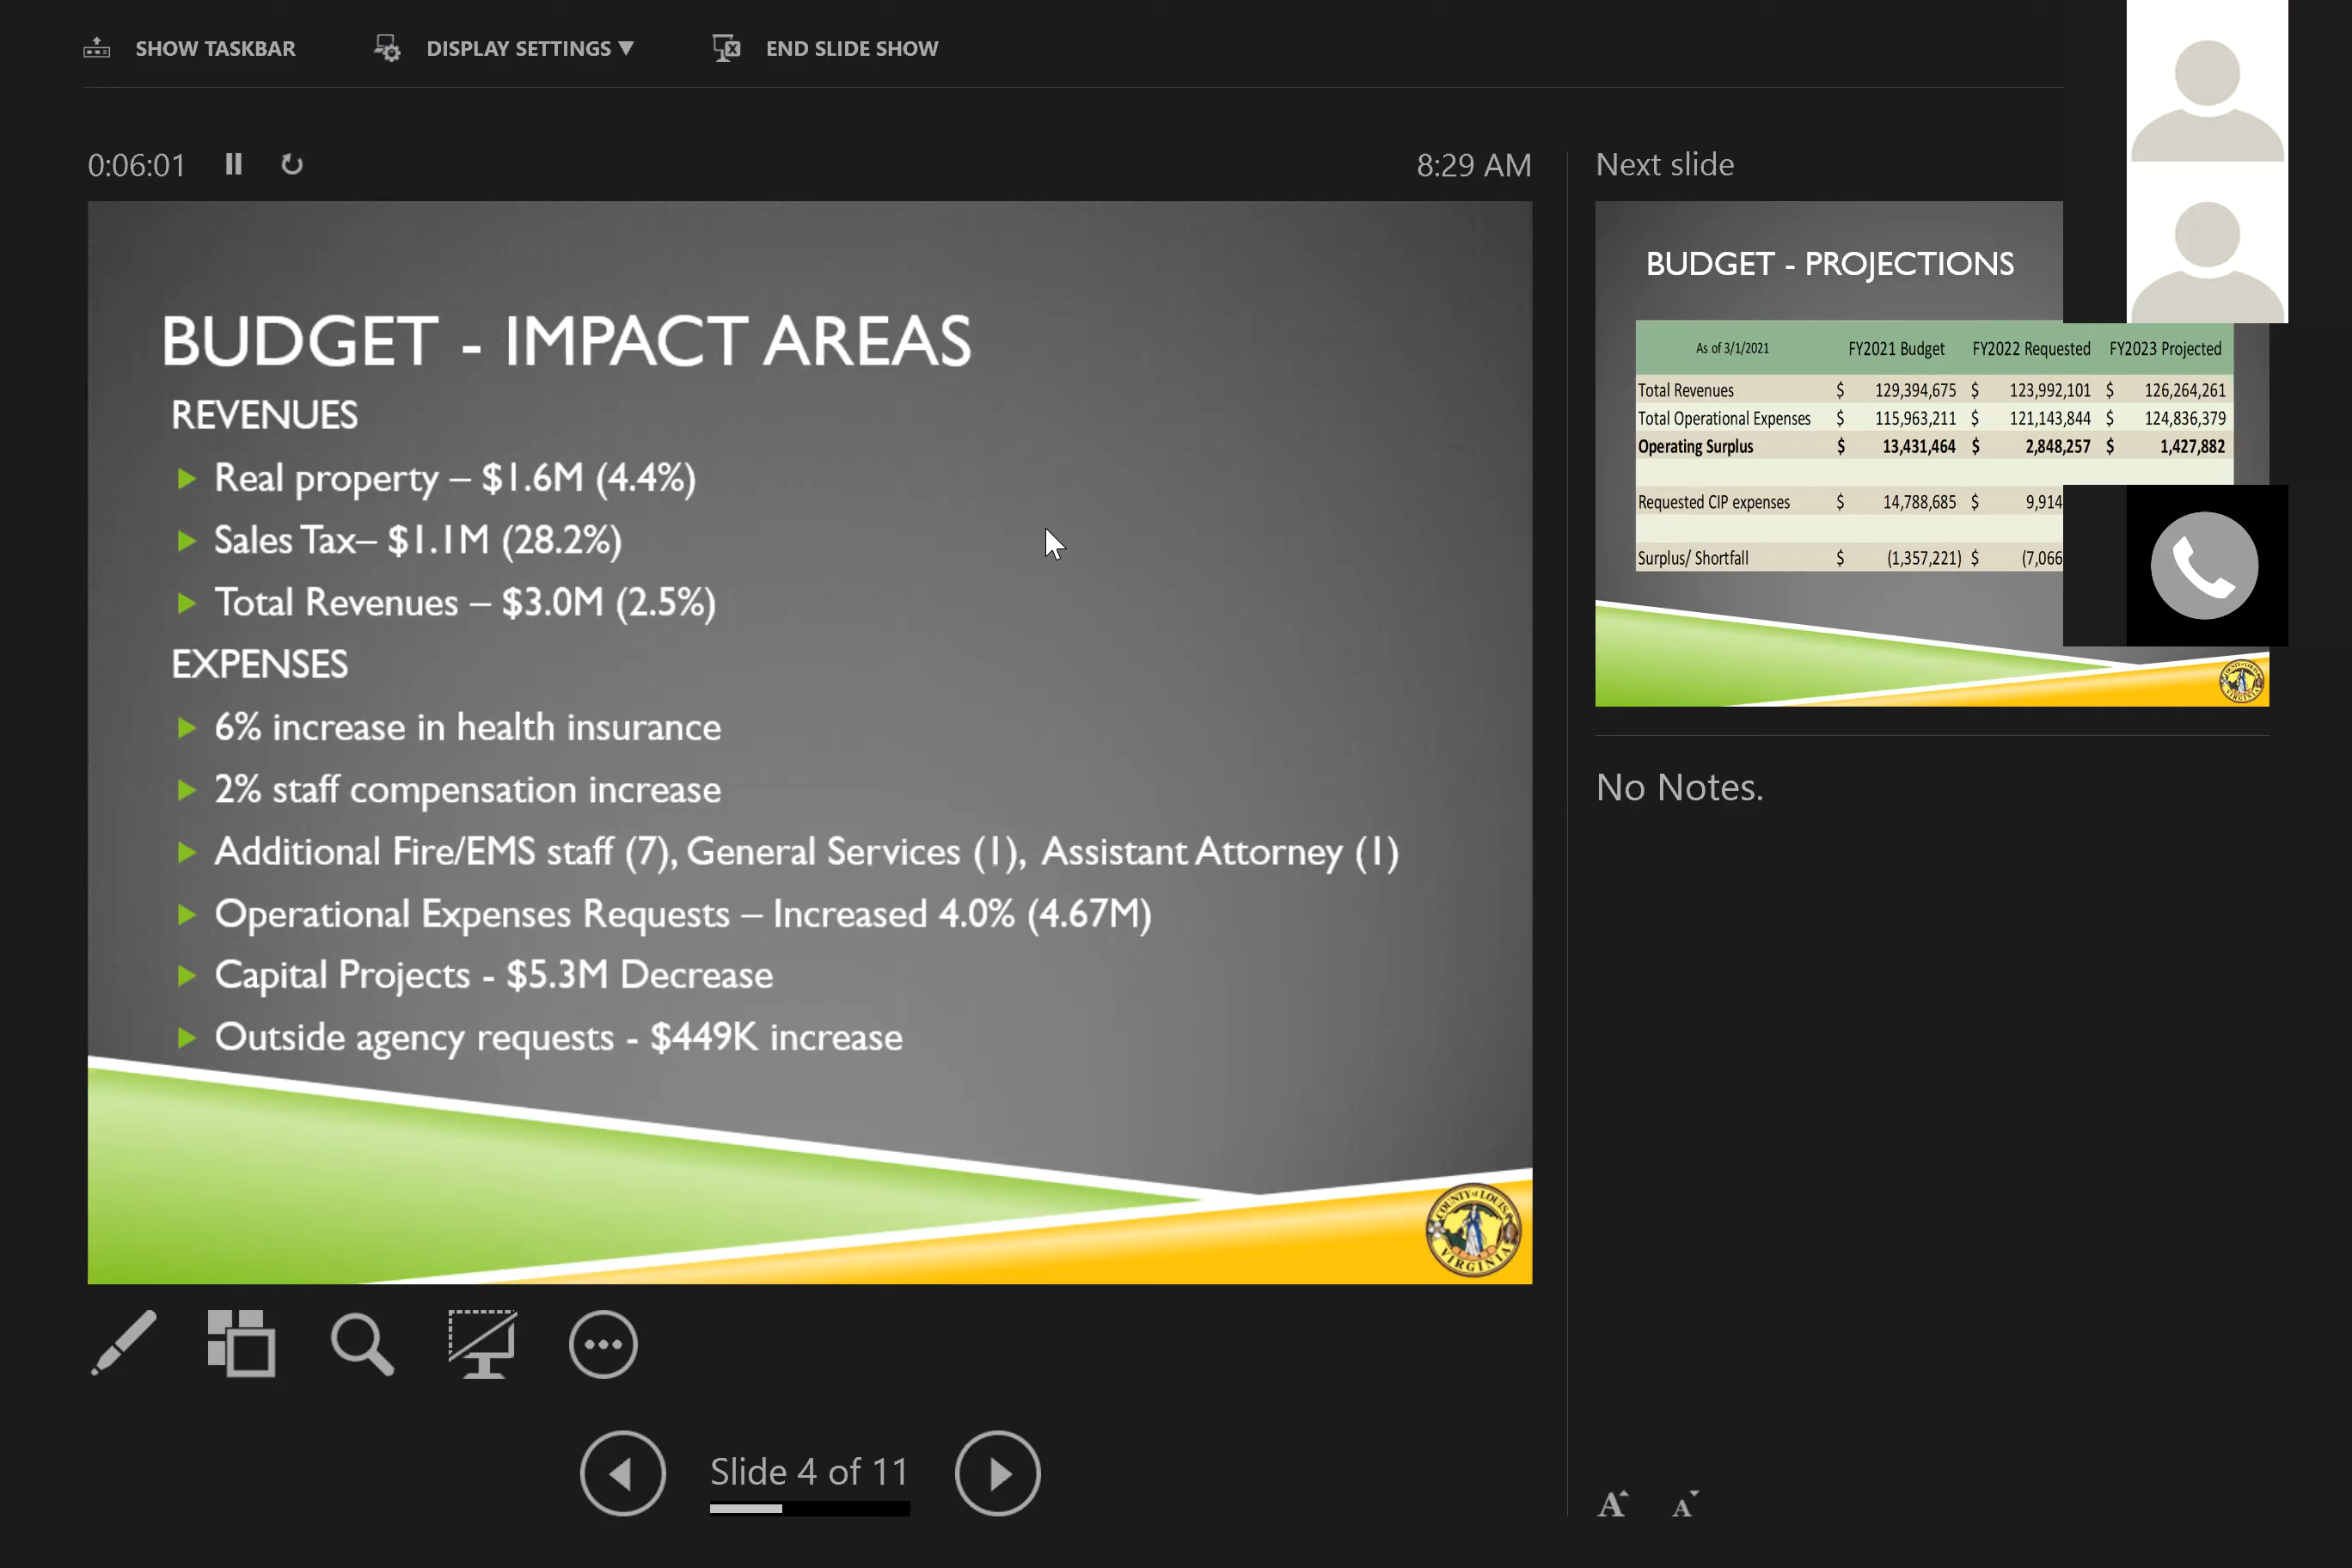 SHOW TASKBAR
DISPLAY SETTINGS ▼
END SLIDE SHOW
0:06:01
8:29 AM
BUDGET - IMPACT AREAS
REVENUES
Real property – $1.6M (4.4%)
Sales Tax– $1.1M (28.2%)
Total Revenues – $3.0M (2.5%)
EXPENSES
6% increase in health insurance
2% staff compensation increase
Additional Fire/EMS staff (7), General Services (1), Assistant Attorney (1)
Operational Expenses Requests – Increased 4.0% (4.67M)
Capital Projects - $5.3M Decrease
Outside agency requests - $449K increase
COUNTY of LOUISA
VIRGINIA
Slide 4 of 11
Next slide
BUDGET - PROJECTIONS
As of 3/1/2021 FY2021 Budget FY2022 Requested FY2023 Projected
Total Revenues $ 129,394,675 $ 123,992,101 $ 126,264,261
Total Operational Expenses $ 115,963,211 $ 121,143,844 $ 124,836,379
Operating Surplus $ 13,431,464 $ 2,848,257 $ 1,427,882
Requested CIP expenses $ 14,788,685 $ 9,914
Surplus/ Shortfall $ (1,357,221) $ (7,066
No Notes.
A A